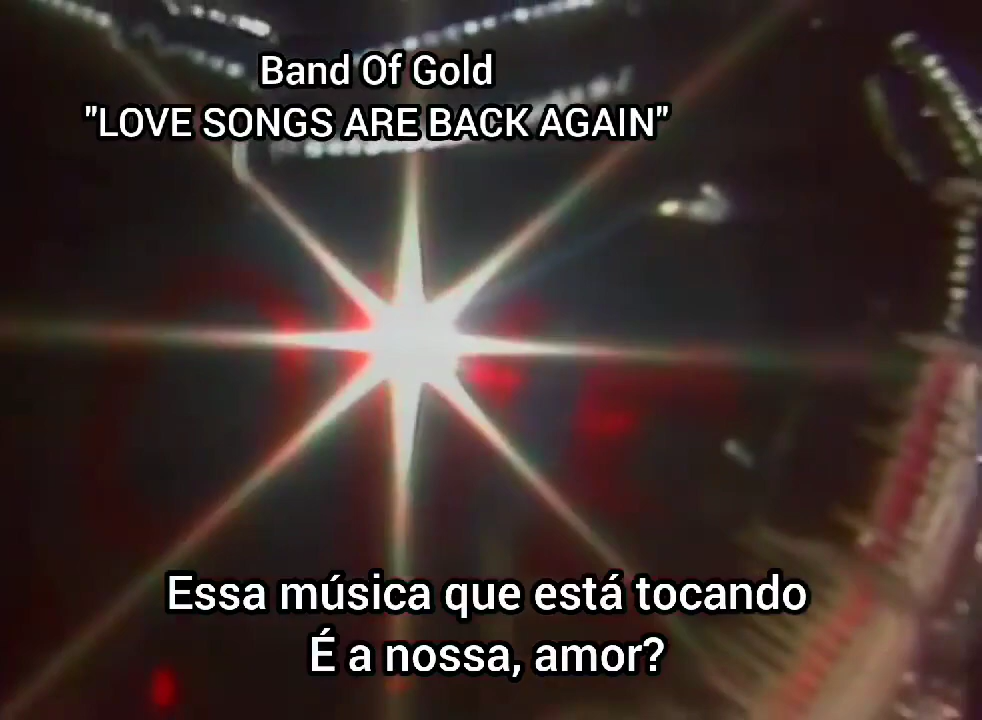 Band Of Gold
"LOVE SONGS ARE BACK AGAIN"
Essa música que está tocando
É a nossa, amor?